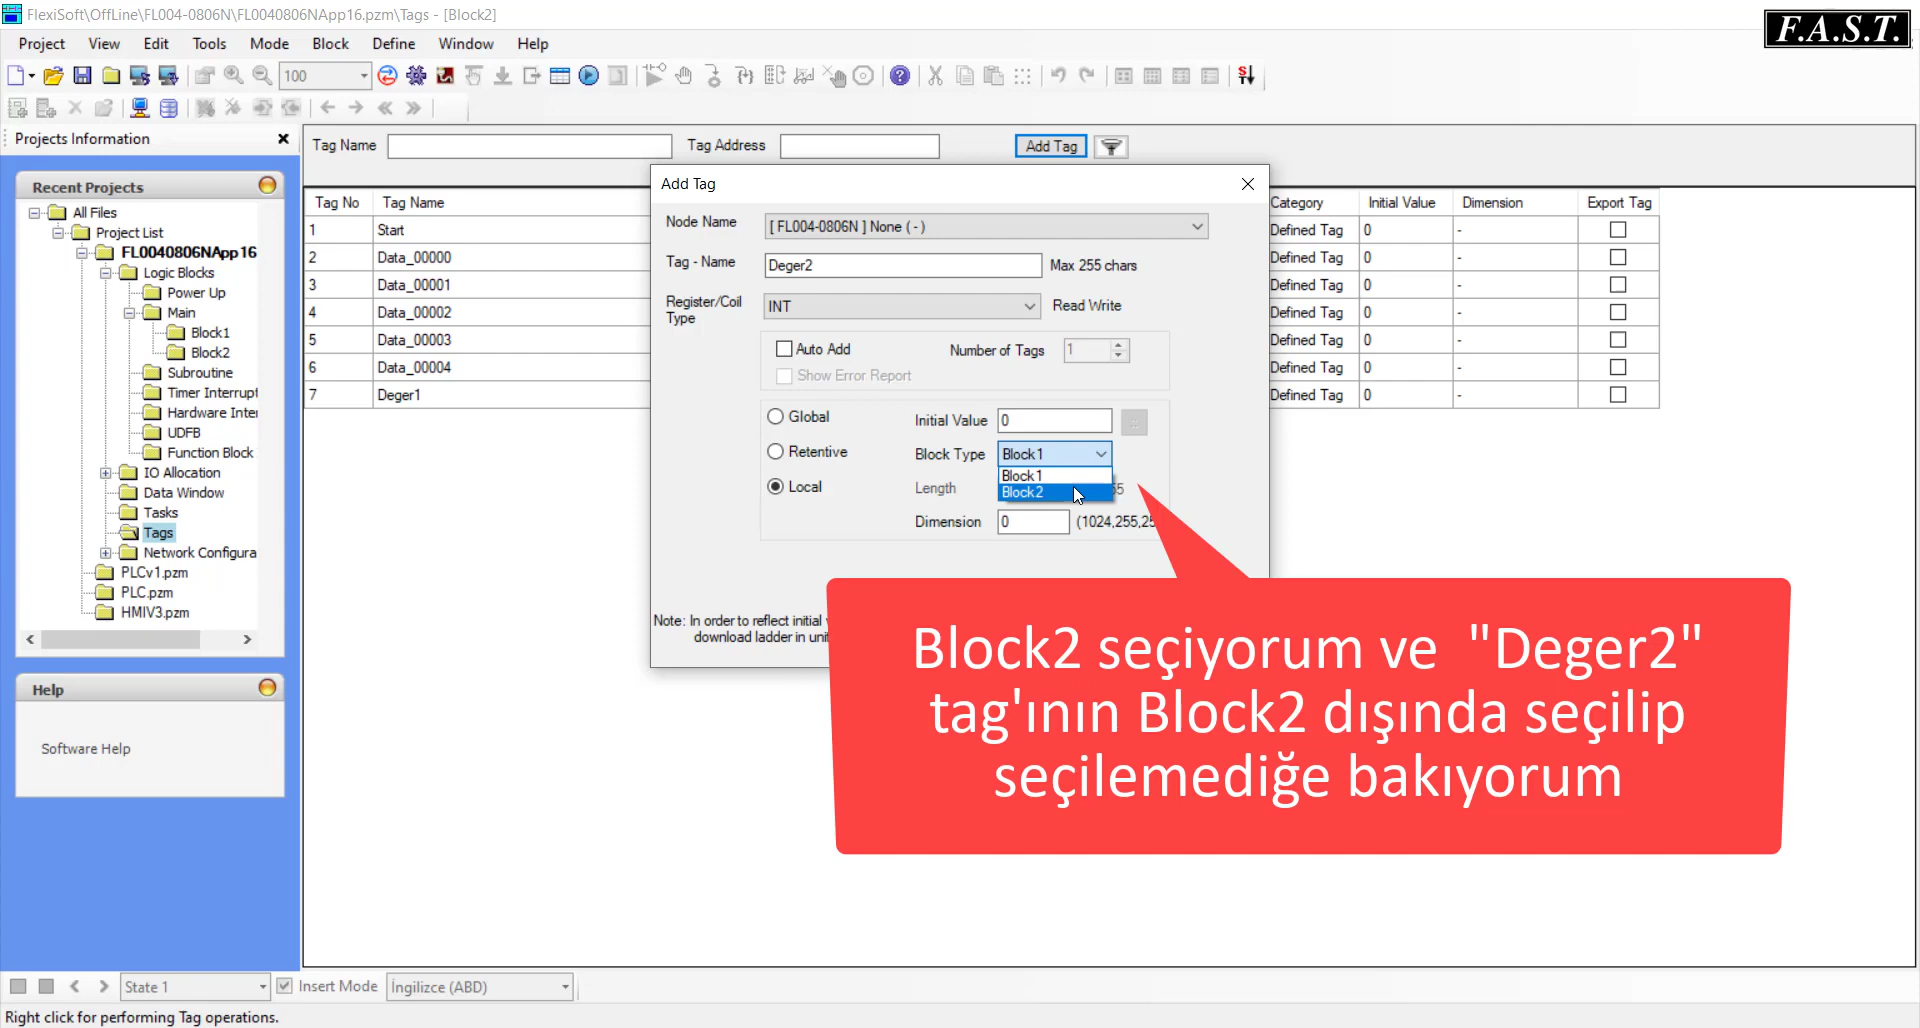 FlexiSoft\OffLine\FL004-0806N\FL0040806NApp16.pzm\Tags - [Block2]
F.A.S.T.
Project View Edit Tools Mode Block Define Window Help
100
Projects Information
Tag Name Tag Address Add Tag
Recent Projects
All Files
Project List
FL0040806NApp16
Logic Blocks
Power Up
Main
Block1
Block2
Subroutine
Timer Interrupt
Hardware Inter
UDFB
Function Block
IO Allocation
Data Window
Tasks
Tags
Network Configura
PLCv1.pzm
PLC.pzm
HMIV3.pzm
Help
Software Help
Tag No Tag Name Category Initial Value Dimension Export Tag
1 Start Defined Tag 0 -
2 Data_00000 Defined Tag 0 -
3 Data_00001 Defined Tag 0 -
4 Data_00002 Defined Tag 0 -
5 Data_00003 Defined Tag 0 -
6 Data_00004 Defined Tag 0 -
7 Deger1 Defined Tag 0 -
Add Tag
Node Name [ FL004-0806N ] None ( - )
Tag - Name Deger2 Max 255 chars
Register/Coil Type INT Read Write
Auto Add Number of Tags 1
Show Error Report
Global Initial Value 0
Retentive Block Type Block1
Block1
Local Length Block2 55
Dimension 0 (1024,255,25
Note: In order to reflect initial
download ladder in uni
Block2 seçiyorum ve "Deger2"
tag'ının Block2 dışında seçilip
seçilemediğe bakıyorum
State 1 Insert Mode İngilizce (ABD)
Right click for performing Tag operations.